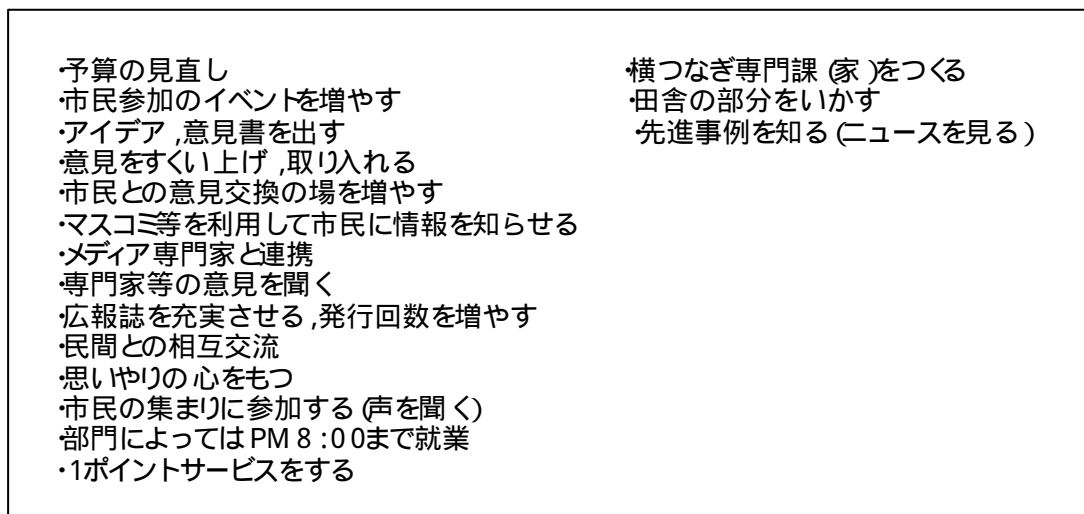 ・予算の見直し
・市民参加のイベントを増やす
・アイデア,意見書を出す
・意見をすくい上げ,取り入れる
・市民との意見交換の場を増やす
・マスコミ等を利用して市民に情報を知らせる
・メディア専門家と連携
・専門家等の意見を聞く
・広報誌を充実させる,発行回数を増やす
・民間との相互交流
・思いやりの心をもつ
・市民の集まりに参加する(声を聞く)
・部門によってはPM8:00まで就業
・1ポイントサービスをする
・横つなぎ専門課(家)をつくる
・田舎の部分をいかす
・先進事例を知る(ニュースを見る)